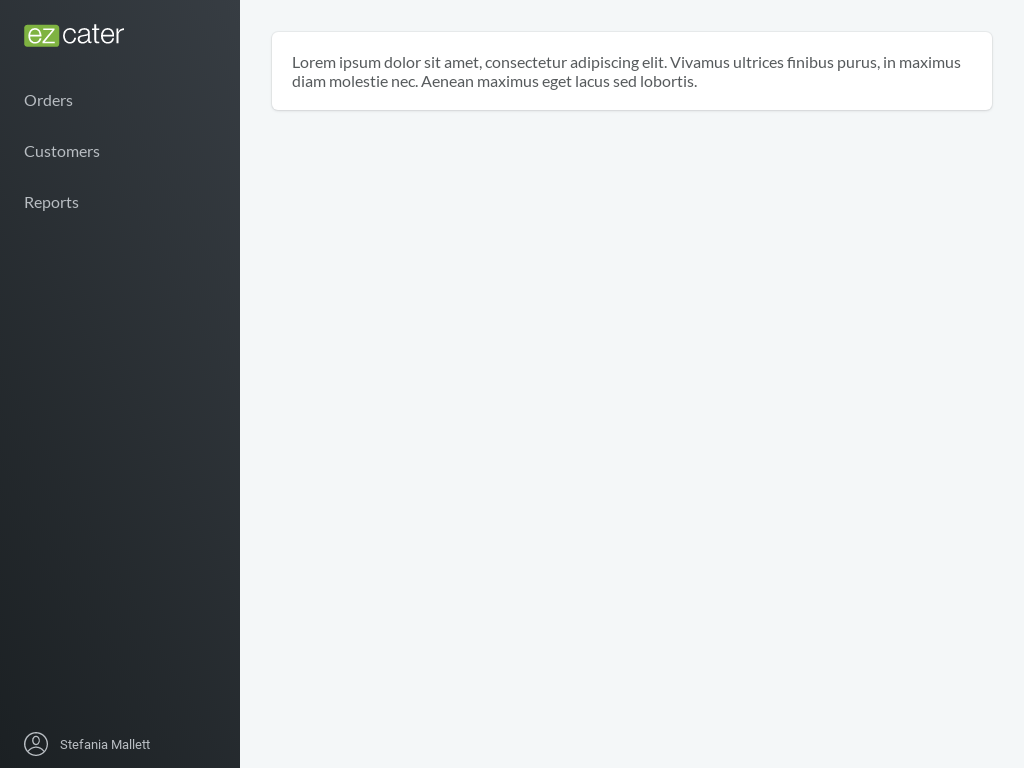 ezcater
Orders
Customers
Reports
Stefania Mallett
Lorem ipsum dolor sit amet, consectetur adipiscing elit. Vivamus ultrices finibus purus, in maximus
diam molestie nec. Aenean maximus eget lacus sed lobortis.